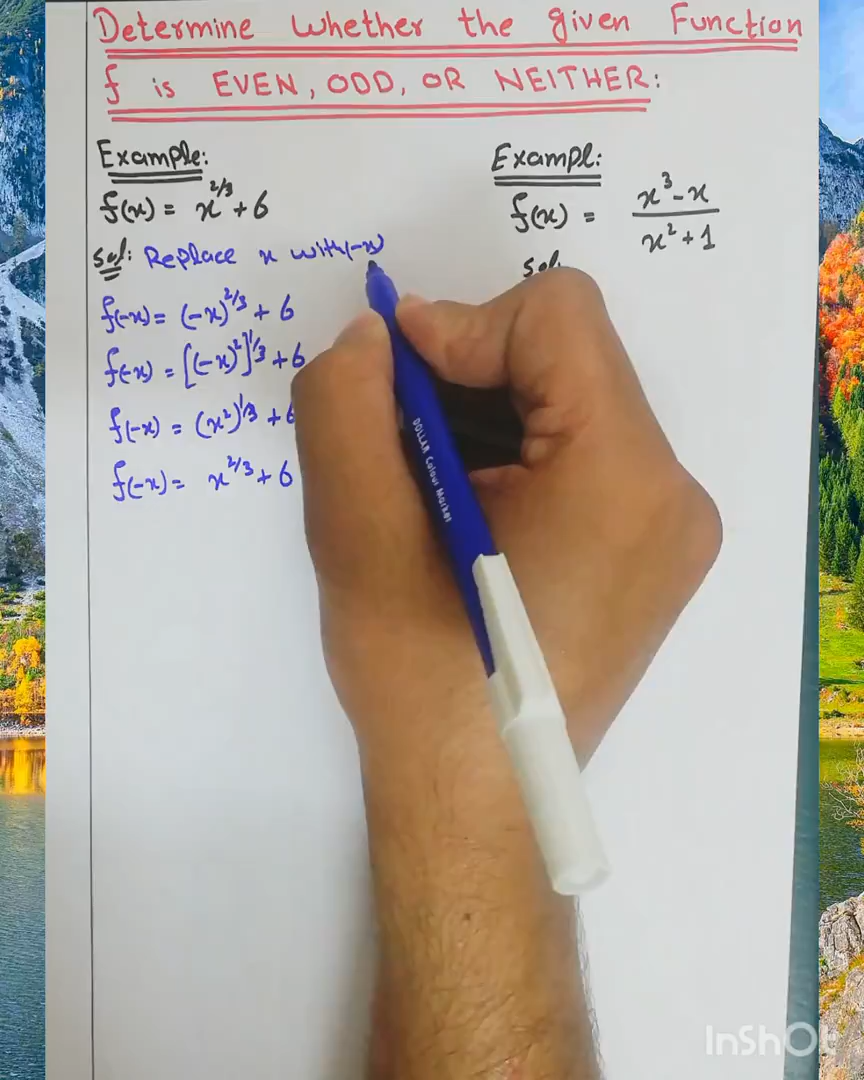 Determine whether the given Function
f is EVEN, ODD, OR NEITHER:
Example:
f(x) = x^{2/3} + 6
Sol: Replace x with(-x)
f(-x) = (-x)^{2/3} + 6
f(-x) = [(-x)^2]^{1/3} + 6
f(-x) = (x^2)^{1/3} + 6
f(-x) = x^{2/3} + 6
Exampl:
f(x) = \frac{x^3 - x}{x^2 + 1}
sol:
DOLLAR Colour Marker
InShOt